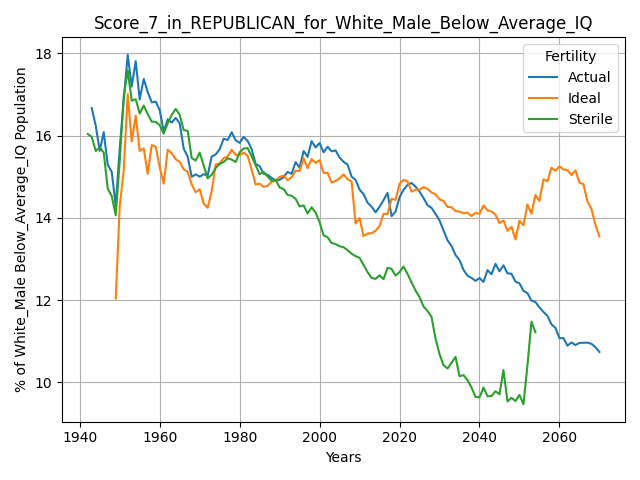 Score_7_in_REPUBLICAN_for_White_Male_Below_Average_IQ
% of White_Male Below_Average_IQ Population
18
16
14
12
10
Fertility
Actual
Ideal
Sterile
1940 1960 1980 2000 2020 2040 2060
Years